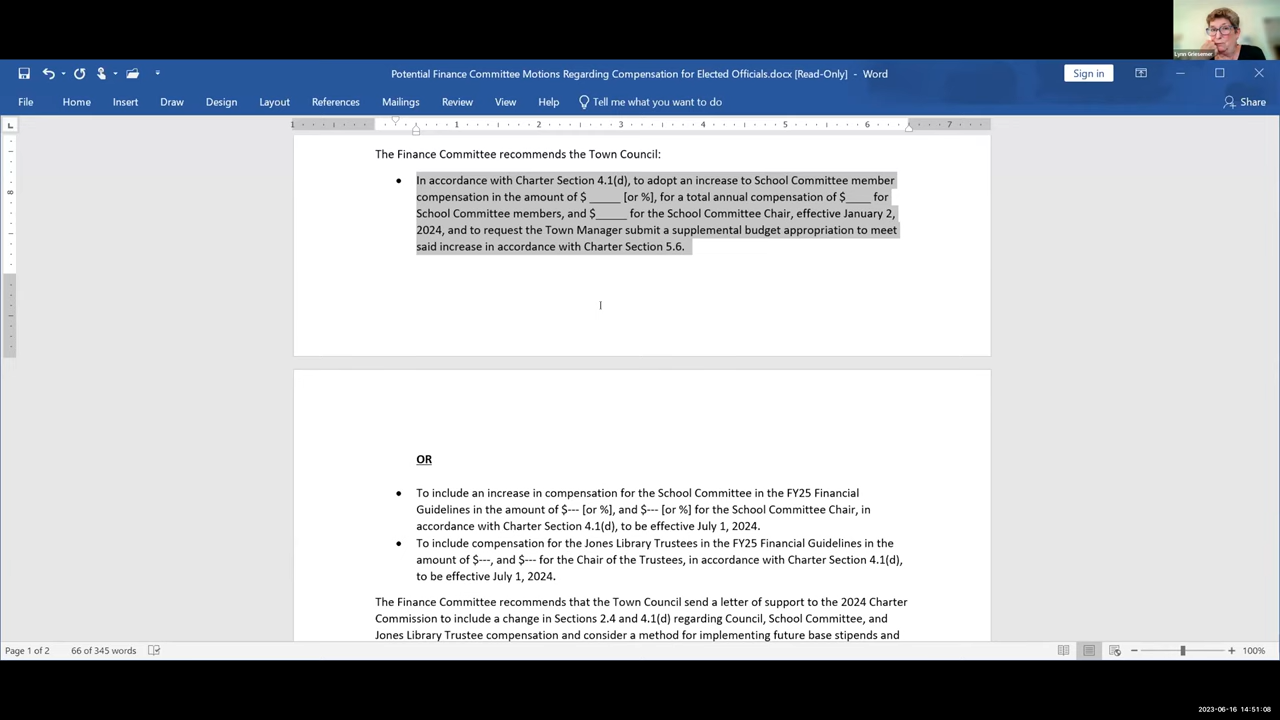 Lynn Griesemer
Potential Finance Committee Motions Regarding Compensation for Elected Officials.docx [Read-Only] - Word
Sign in
File Home Insert Draw Design Layout References Mailings Review View Help Tell me what you want to do Share
1 1 2 3 4 5 6 7
The Finance Committee recommends the Town Council:
• In accordance with Charter Section 4.1(d), to adopt an increase to School Committee member
compensation in the amount of $ _____ [or %], for a total annual compensation of $____ for
School Committee members, and $_____ for the School Committee Chair, effective January 2,
2024, and to request the Town Manager submit a supplemental budget appropriation to meet
said increase in accordance with Charter Section 5.6.
OR
• To include an increase in compensation for the School Committee in the FY25 Financial
Guidelines in the amount of $--- [or %], and $--- [or %] for the School Committee Chair, in
accordance with Charter Section 4.1(d), to be effective July 1, 2024.
• To include compensation for the Jones Library Trustees in the FY25 Financial Guidelines in the
amount of $---, and $--- for the Chair of the Trustees, in accordance with Charter Section 4.1(d),
to be effective July 1, 2024.
The Finance Committee recommends that the Town Council send a letter of support to the 2024 Charter
Commission to include a change in Sections 2.4 and 4.1(d) regarding Council, School Committee, and
Jones Library Trustee compensation and consider a method for implementing future base stipends and
Page 1 of 2 66 of 345 words 100%
2023-06-16 14:51:08